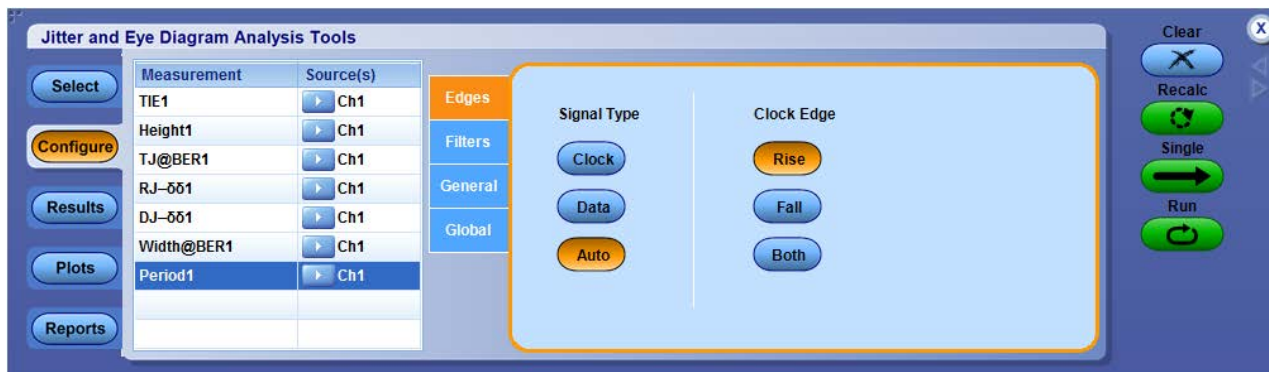 Jitter and Eye Diagram Analysis Tools
Select
Configure
Results
Plots
Reports
Measurement Source(s)
TIE1 Ch1
Height1 Ch1
TJ@BER1 Ch1
RJ–δδ1 Ch1
DJ–δδ1 Ch1
Width@BER1 Ch1
Period1 Ch1
Edges
Filters
General
Global
Signal Type
Clock
Data
Auto
Clock Edge
Rise
Fall
Both
Clear
X
Recalc
Single
Run